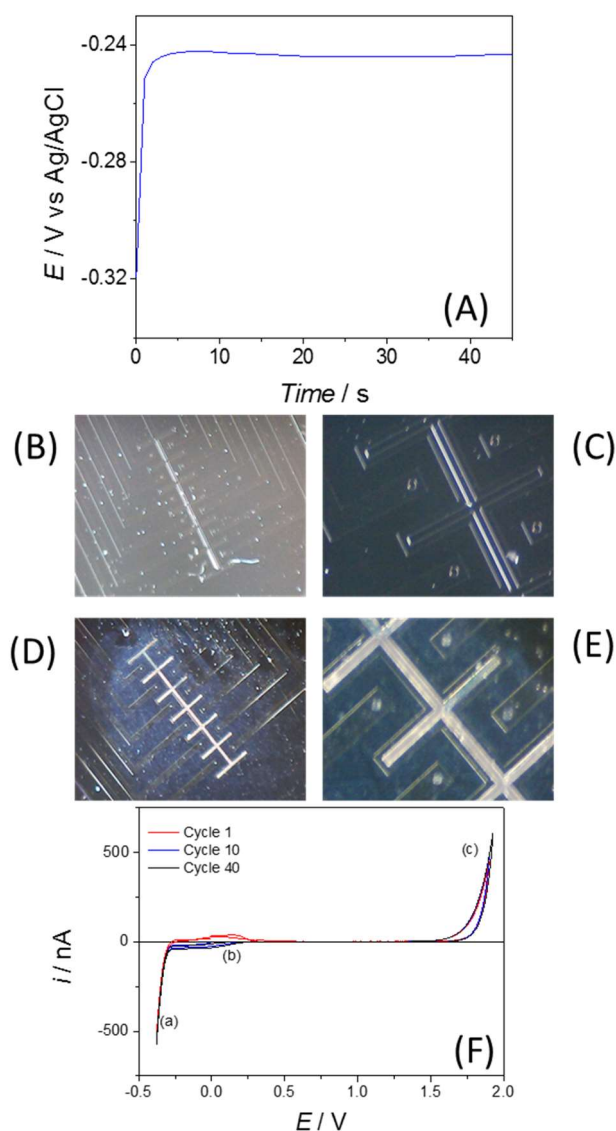 -0.24
-0.28
-0.32
E / V vs Ag/AgCl
0 10 20 30 40
Time / s
(A)
(B)
(C)
(D)
(E)
Cycle 1
Cycle 10
Cycle 40
(c)
500
0
-500
i / nA
(b)
(a)
(F)
-0.5 0.0 0.5 1.0 1.5 2.0
E / V